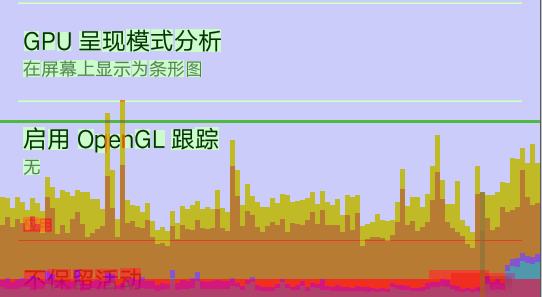 GPU 呈现模式分析
在屏幕上显示为条形图
启用 OpenGL 跟踪
无
应用
不保留活动